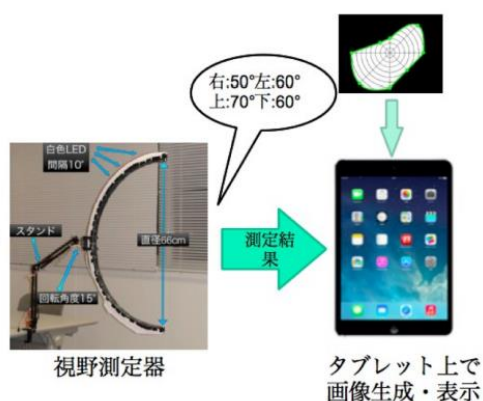 右:50°左:60°
上:70°下:60°
白色LED
間隔10°
スタンド
直径66cm
回転角度15°
測定結
果
視野測定器
タブレット上で
画像生成・表示